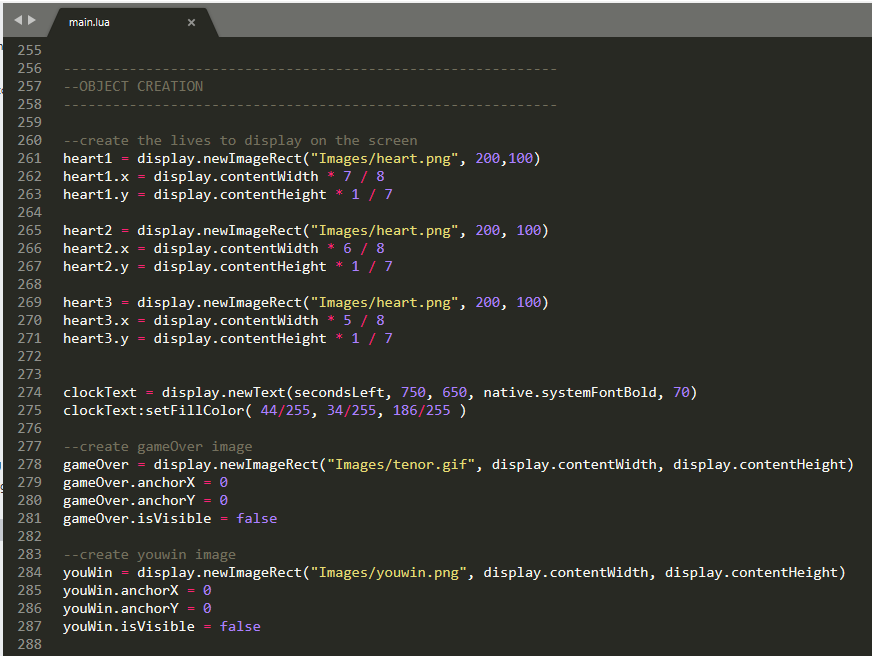 main.lua ×
255
256 ------------------------------------------------------------
257 --OBJECT CREATION
258 ------------------------------------------------------------
259
260 --create the lives to display on the screen
261 heart1 = display.newImageRect("Images/heart.png", 200,100)
262 heart1.x = display.contentWidth * 7 / 8
263 heart1.y = display.contentHeight * 1 / 7
264
265 heart2 = display.newImageRect("Images/heart.png", 200, 100)
266 heart2.x = display.contentWidth * 6 / 8
267 heart2.y = display.contentHeight * 1 / 7
268
269 heart3 = display.newImageRect("Images/heart.png", 200, 100)
270 heart3.x = display.contentWidth * 5 / 8
271 heart3.y = display.contentHeight * 1 / 7
272
273
274 clockText = display.newText(secondsLeft, 750, 650, native.systemFontBold, 70)
275 clockText:setFillColor( 44/255, 34/255, 186/255 )
276
277 --create gameOver image
278 gameOver = display.newImageRect("Images/tenor.gif", display.contentWidth, display.contentHeight)
279 gameOver.anchorX = 0
280 gameOver.anchorY = 0
281 gameOver.isVisible = false
282
283 --create youwin image
284 youWin = display.newImageRect("Images/youwin.png", display.contentWidth, display.contentHeight)
285 youWin.anchorX = 0
286 youWin.anchorY = 0
287 youWin.isVisible = false
288